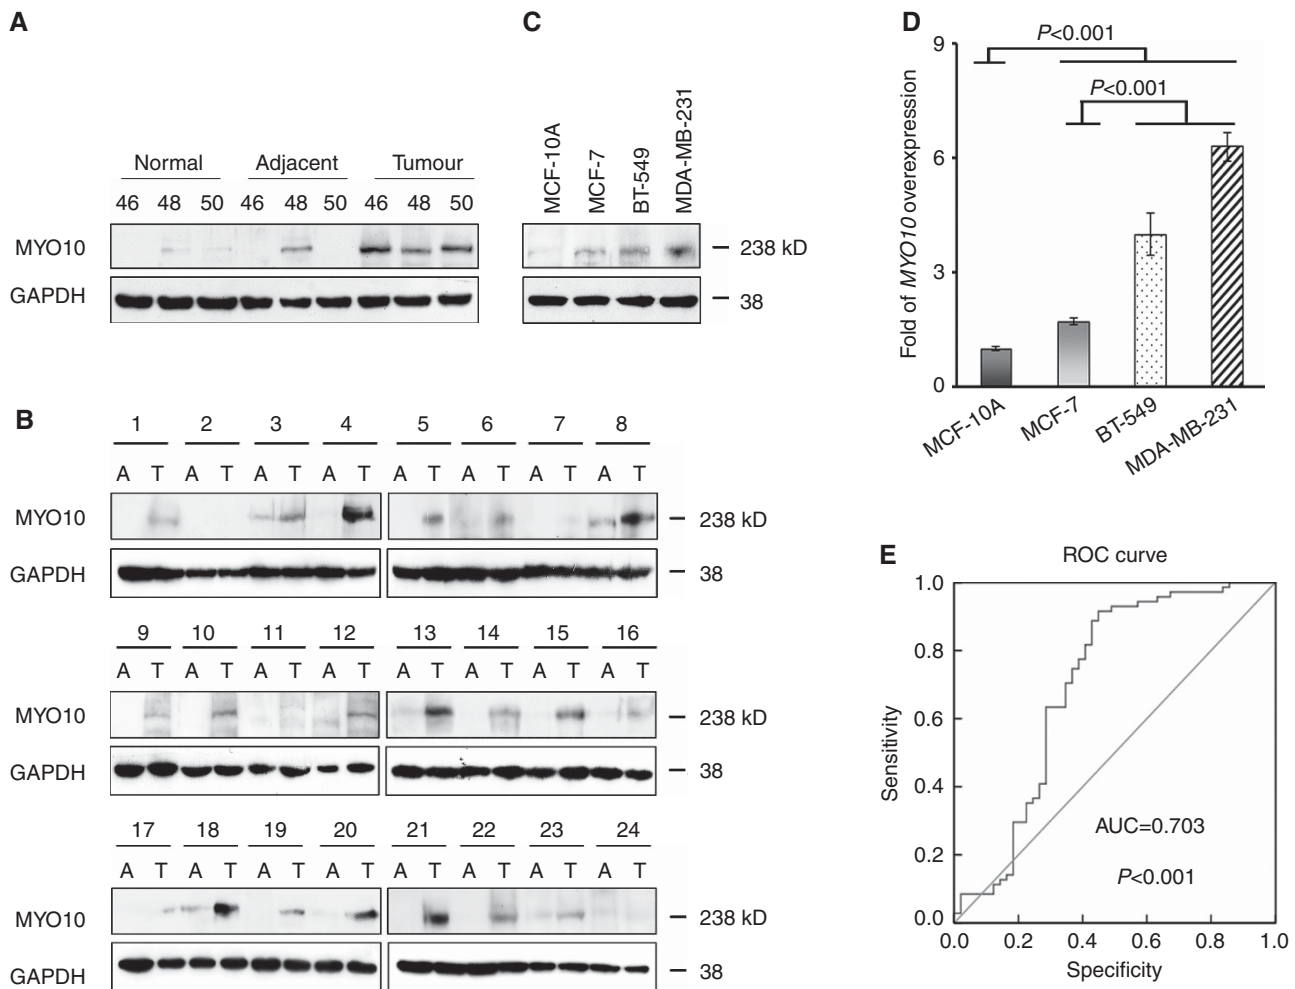 A
Normal Adjacent Tumour
46 48 50 46 48 50 46 48 50
MYO10
GAPDH
C
MCF-10A
MCF-7
BT-549
MDA-MB-231
238 kD
38
D
P<0.001
P<0.001
Fold of MYO10 overexpression
9
6
3
0
MCF-10A
MCF-7
BT-549
MDA-MB-231
B
1 2 3 4 5 6 7 8
A T A T A T A T A T A T A T A T
MYO10 238 kD
GAPDH 38
9 10 11 12 13 14 15 16
A T A T A T A T A T A T A T A T
MYO10 238 kD
GAPDH 38
17 18 19 20 21 22 23 24
A T A T A T A T A T A T A T A T
MYO10 238 kD
GAPDH 38
E
ROC curve
Sensitivity
1.0
0.8
0.6
0.4
0.2
0.0
AUC=0.703
P<0.001
0.0 0.2 0.4 0.6 0.8 1.0
Specificity